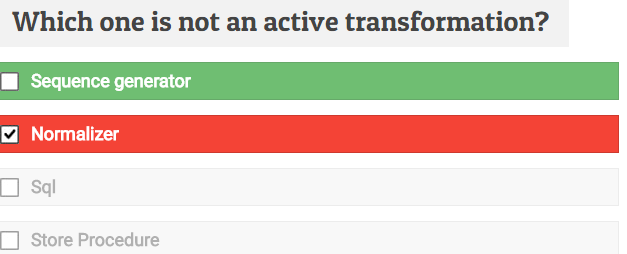 Which one is not an active transformation?
Sequence generator
Normalizer
Sql
Store Procedure